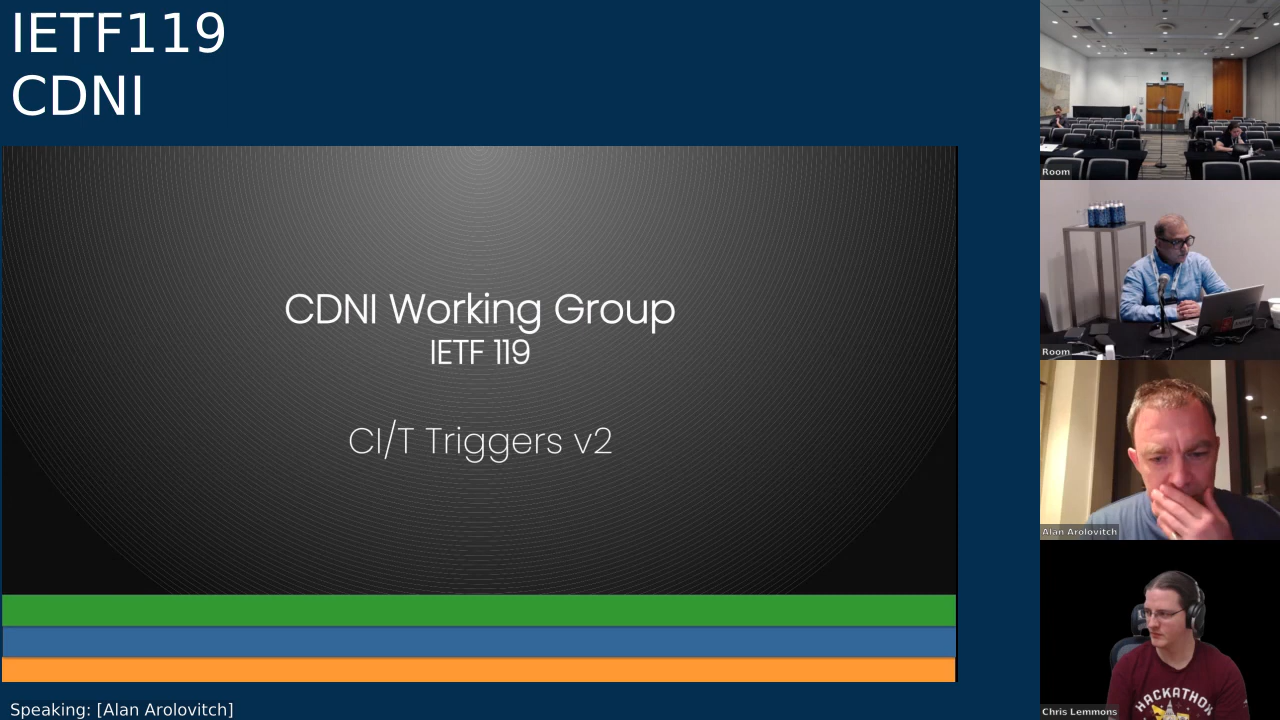 IETF119
CDNI
CDNI Working Group
IETF 119
CI/T Triggers v2
Speaking: [Alan Arolovitch]
Room
Room
Alan Arolovitch
HACKATHON
Chris Lemmons